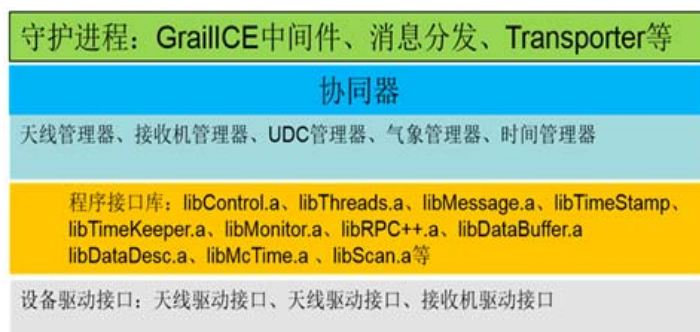 守护进程：GrailICE中间件、消息分发、Transporter等
协同器
天线管理器、接收机管理器、UDC管理器、气象管理器、时间管理器
程序接口库：libControl.a、libThreads.a、libMessage.a、libTimeStamp、
libTimeKeeper.a、libMonitor.a、libRPC++.a、libDataBuffer.a
libDataDesc.a、libMcTime.a 、libScan.a等
设备驱动接口：天线驱动接口、天线驱动接口、接收机驱动接口